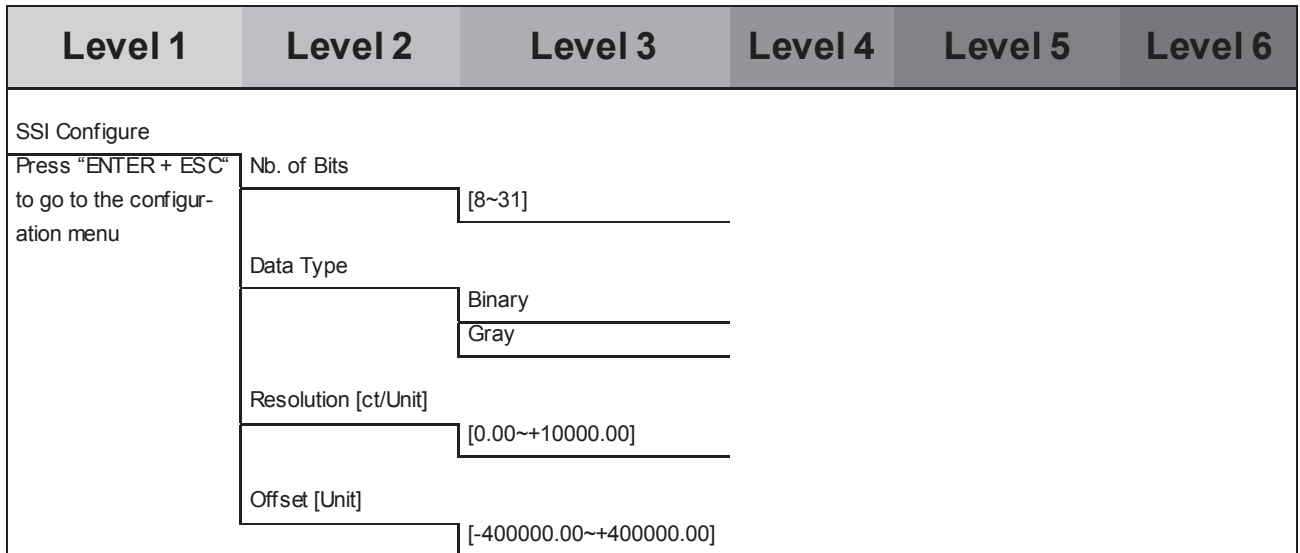 Level 1 Level 2 Level 3 Level 4 Level 5 Level 6
SSI Configure
Press “ENTER + ESC“ Nb. of Bits
to go to the configur- [8~31]
ation menu
Data Type
Binary
Gray
Resolution [ct/Unit]
[0.00~+10000.00]
Offset [Unit]
[-400000.00~+400000.00]